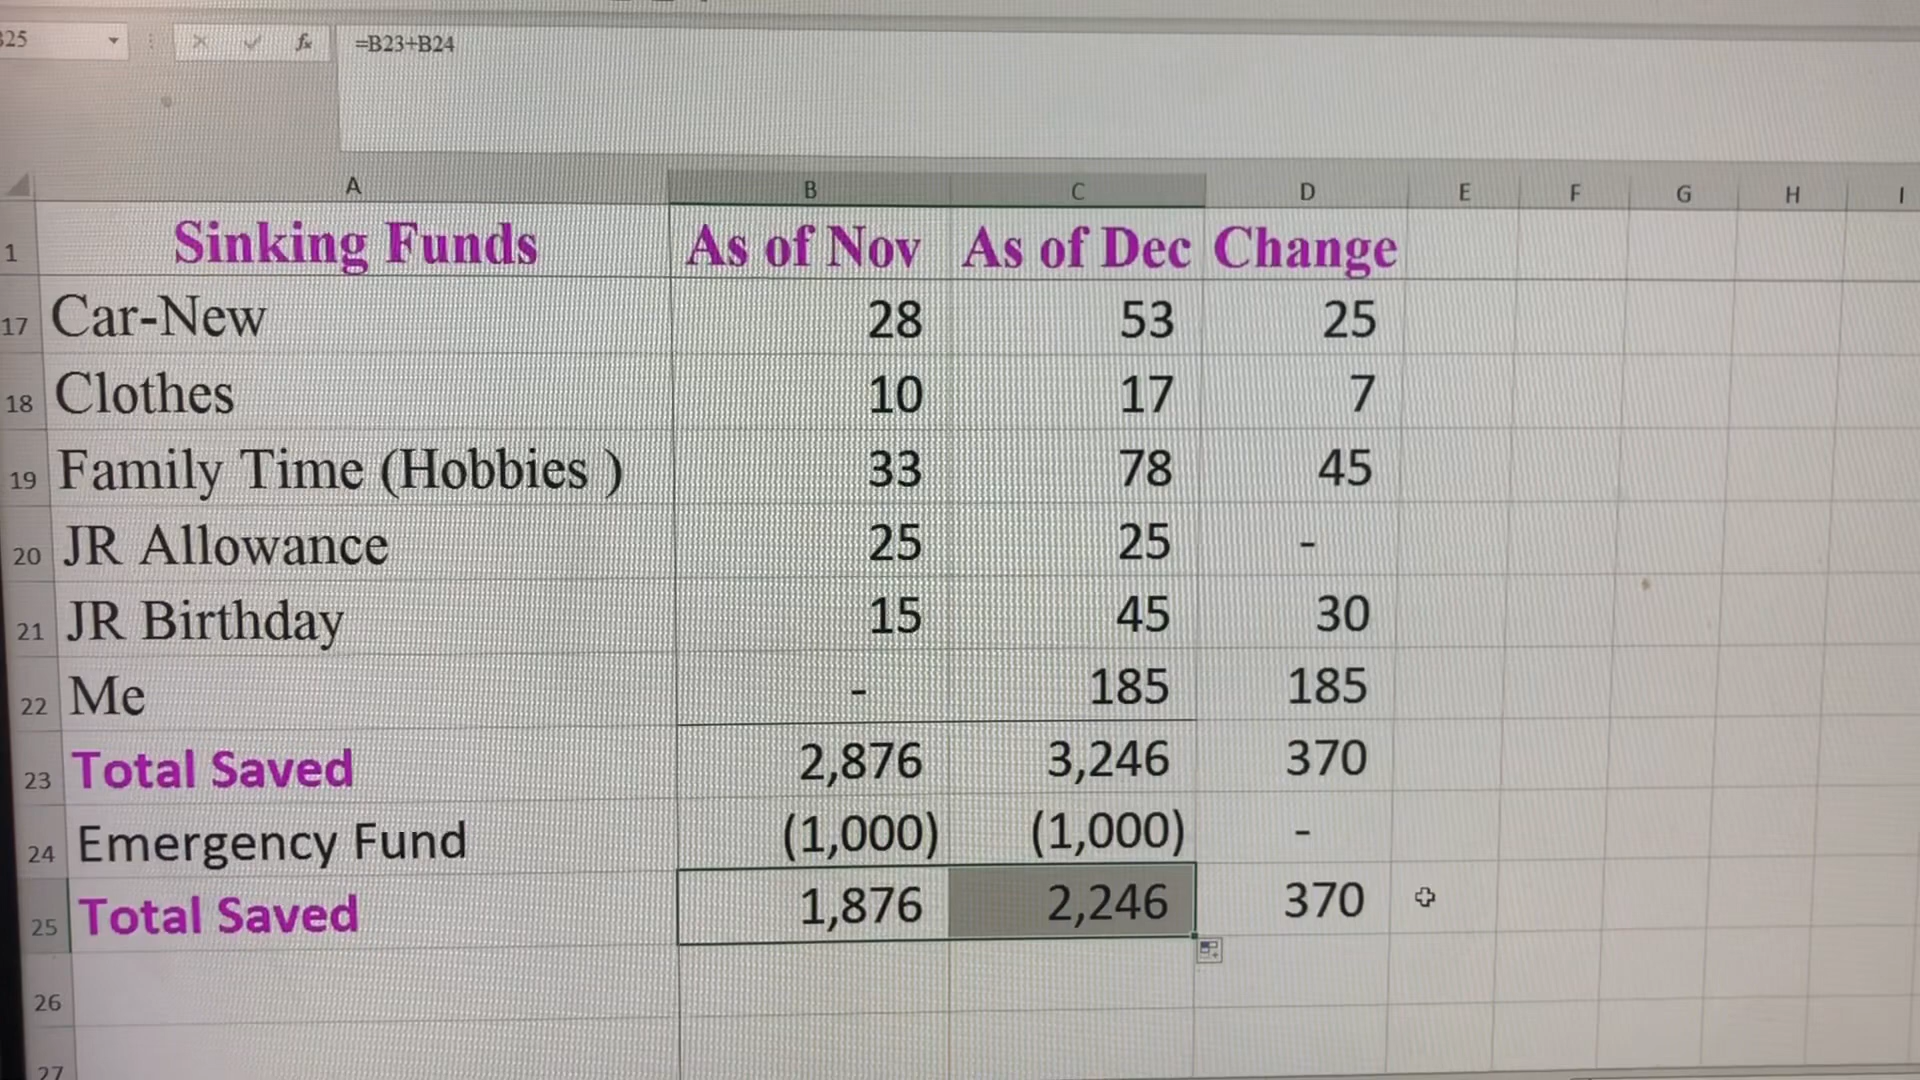 B25 =B23+B24
A B C D E F G H I
1 Sinking Funds As of Nov As of Dec Change
17 Car-New 28 53 25
18 Clothes 10 17 7
19 Family Time (Hobbies ) 33 78 45
20 JR Allowance 25 25 -
21 JR Birthday 15 45 30
22 Me - 185 185
23 Total Saved 2,876 3,246 370
24 Emergency Fund (1,000) (1,000) -
25 Total Saved 1,876 2,246 370
26
27